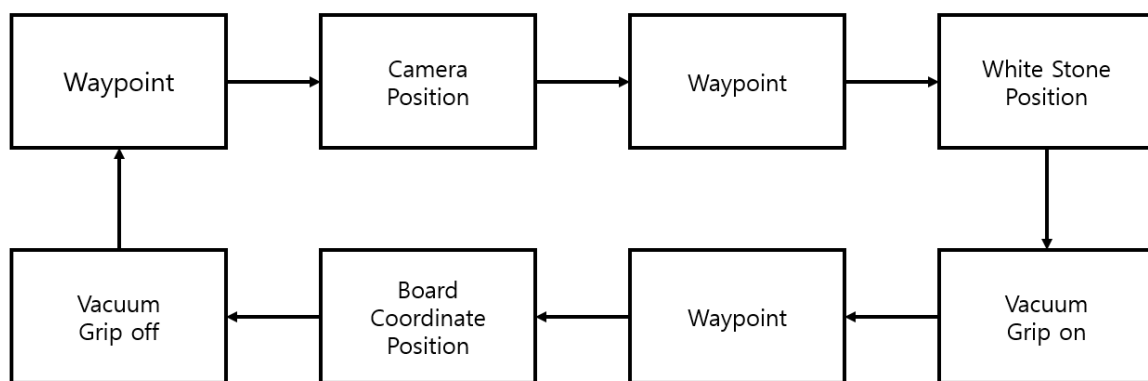 Waypoint
Camera
Position
Waypoint
White Stone
Position
Vacuum
Grip off
Board
Coordinate
Position
Waypoint
Vacuum
Grip on